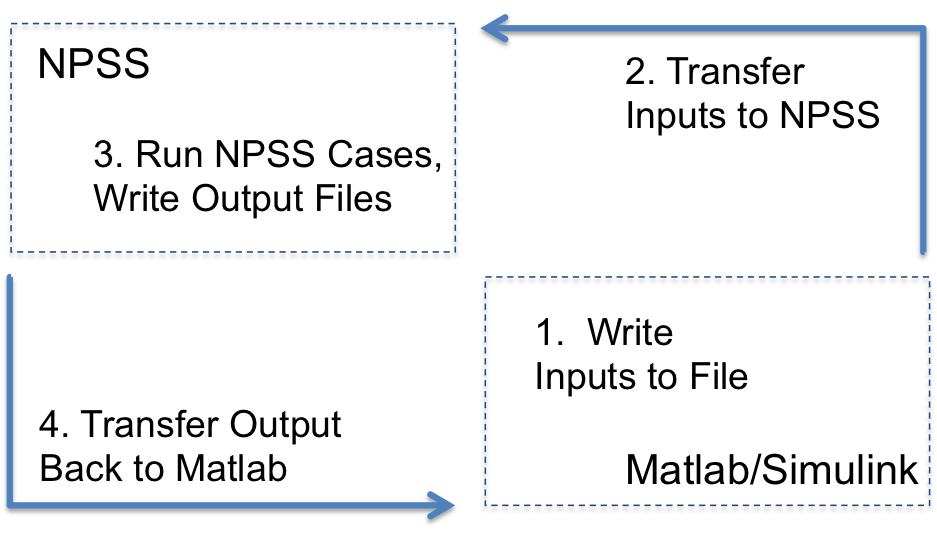 NPSS
3. Run NPSS Cases,
Write Output Files
2. Transfer
Inputs to NPSS
1. Write
Inputs to File
Matlab/Simulink
4. Transfer Output
Back to Matlab